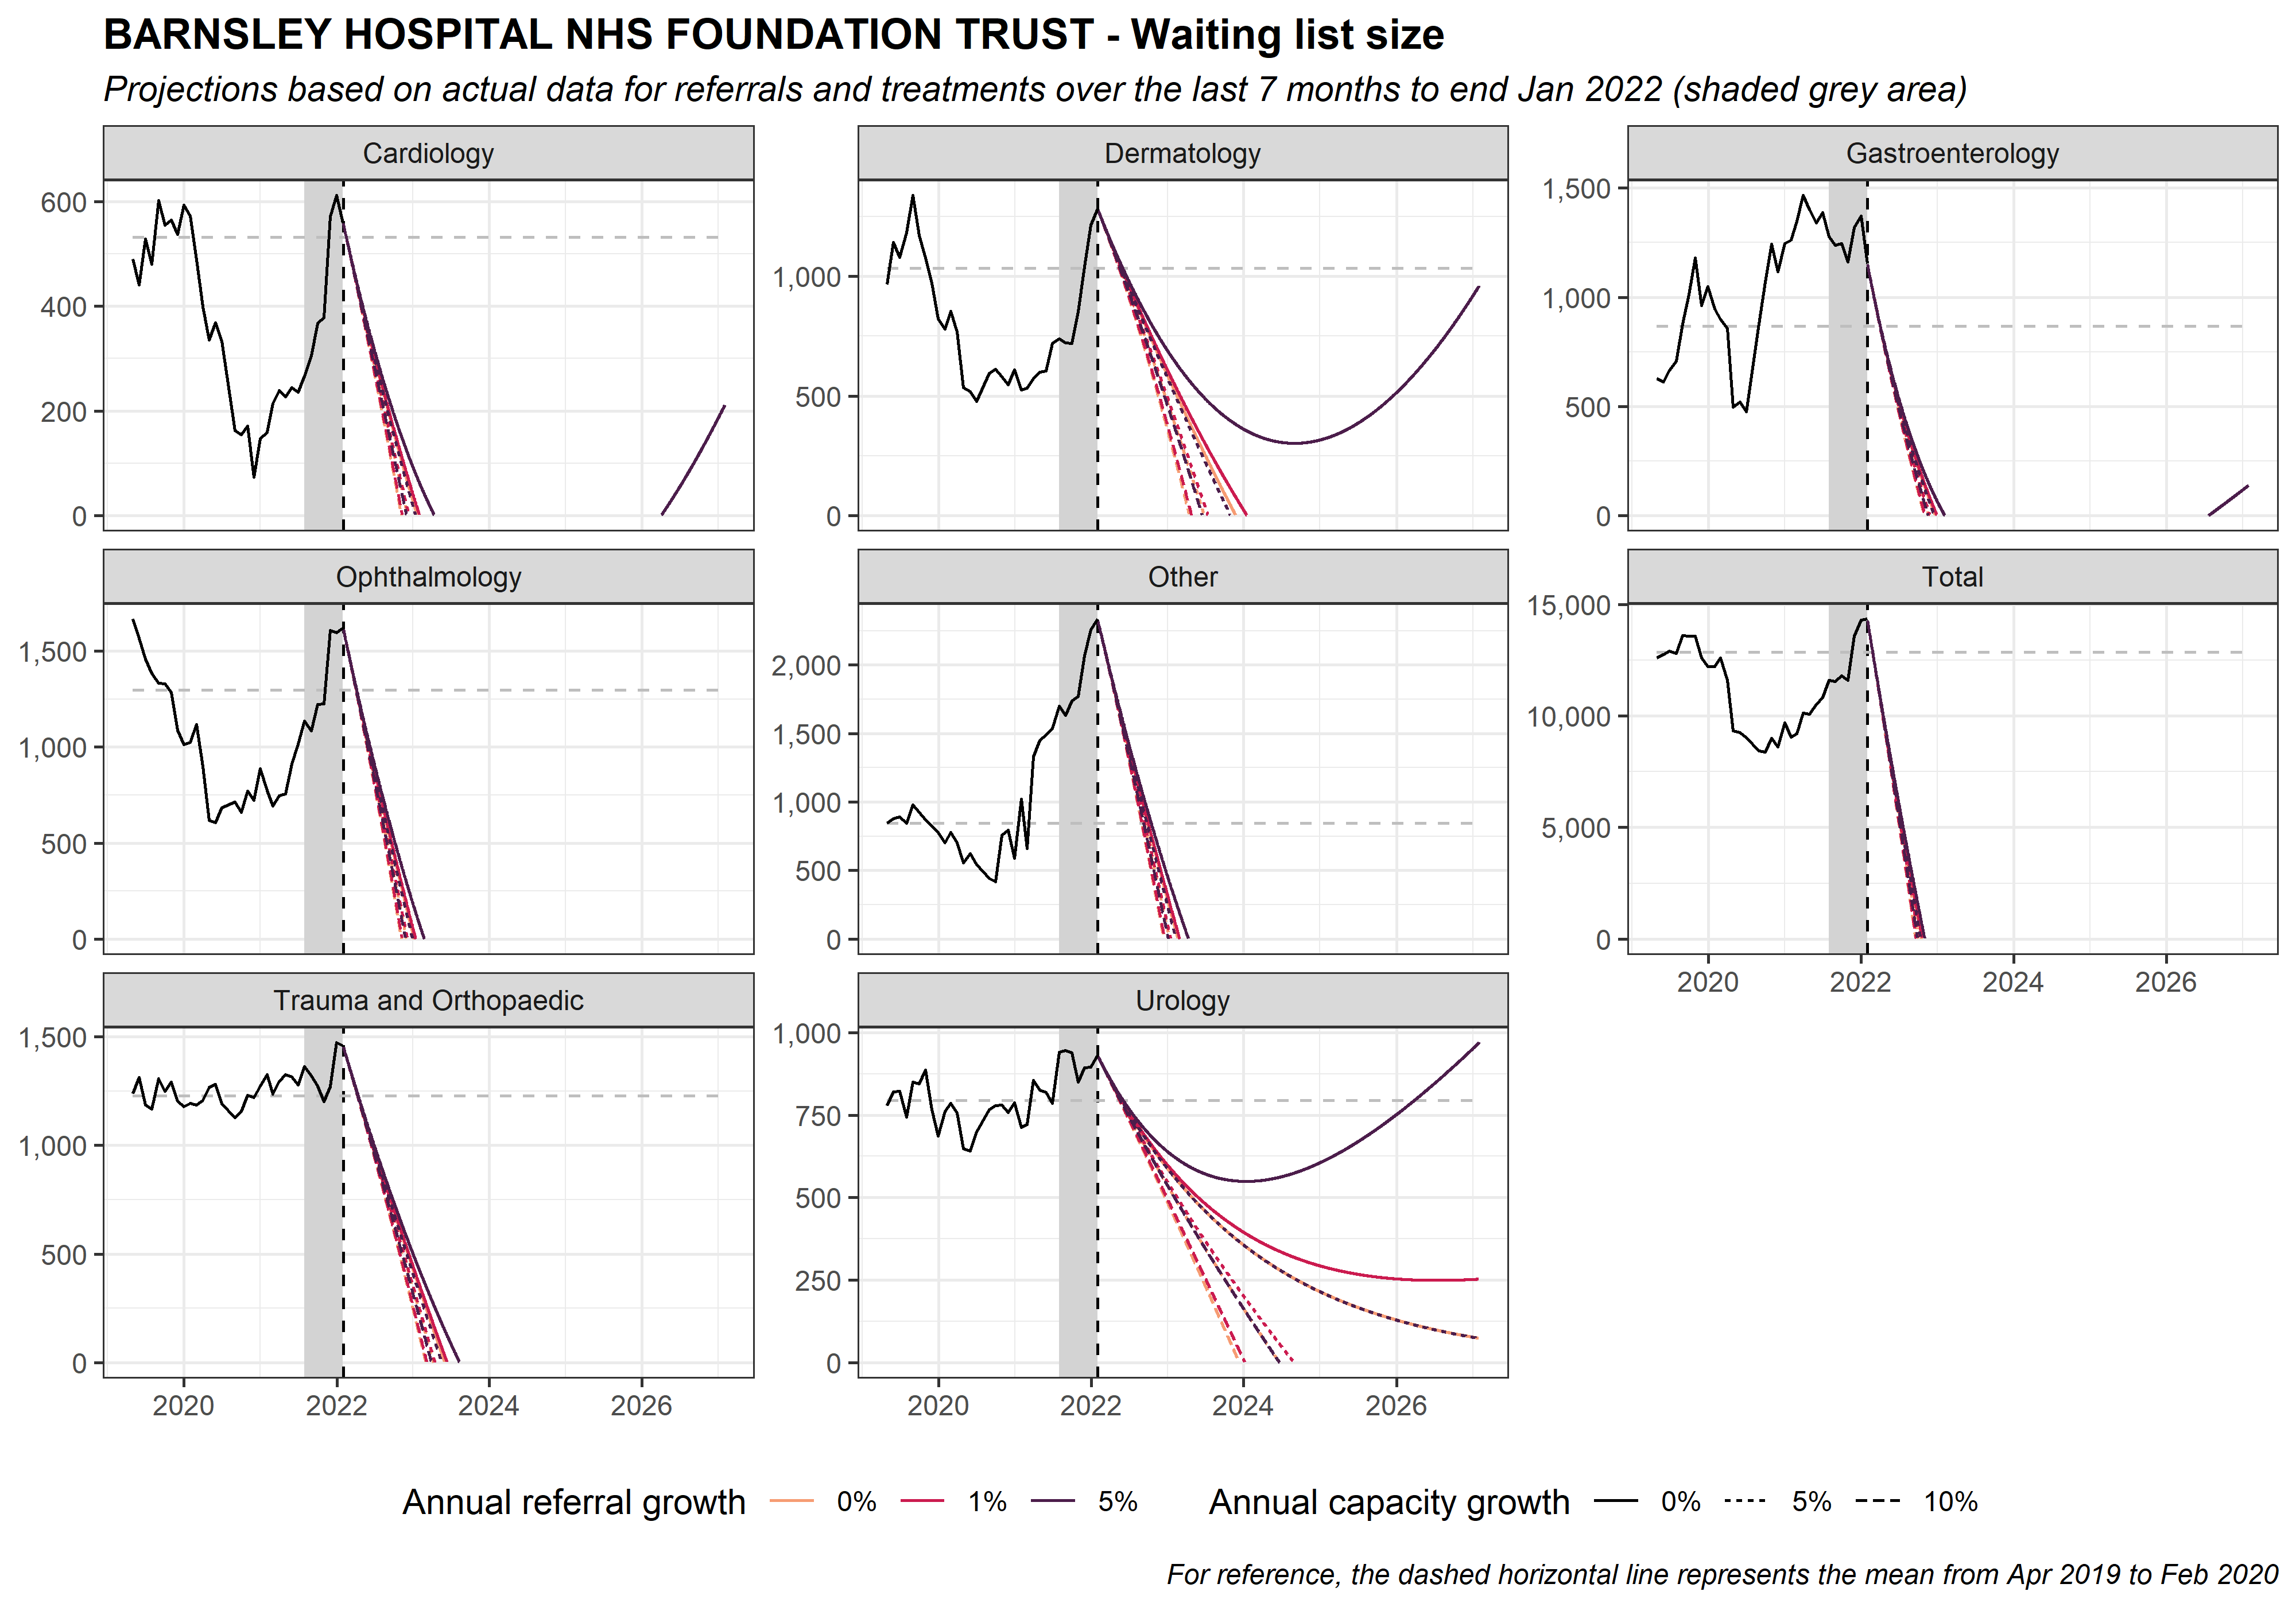 BARNSLEY HOSPITAL NHS FOUNDATION TRUST - Waiting list size
Projections based on actual data for referrals and treatments over the last 7 months to end Jan 2022 (shaded grey area)
Cardiology
600
400
200
0
Dermatology
1,000
500
0
Gastroenterology
1,500
1,000
500
0
Ophthalmology
1,500
1,000
500
0
Other
2,000
1,500
1,000
500
0
Total
15,000
10,000
5,000
0
2020 2022 2024 2026
Trauma and Orthopaedic
1,500
1,000
500
0
2020 2022 2024 2026
Urology
1,000
750
500
250
0
2020 2022 2024 2026
Annual referral growth 0% 1% 5% Annual capacity growth 0% 5% 10%
For reference, the dashed horizontal line represents the mean from Apr 2019 to Feb 2020